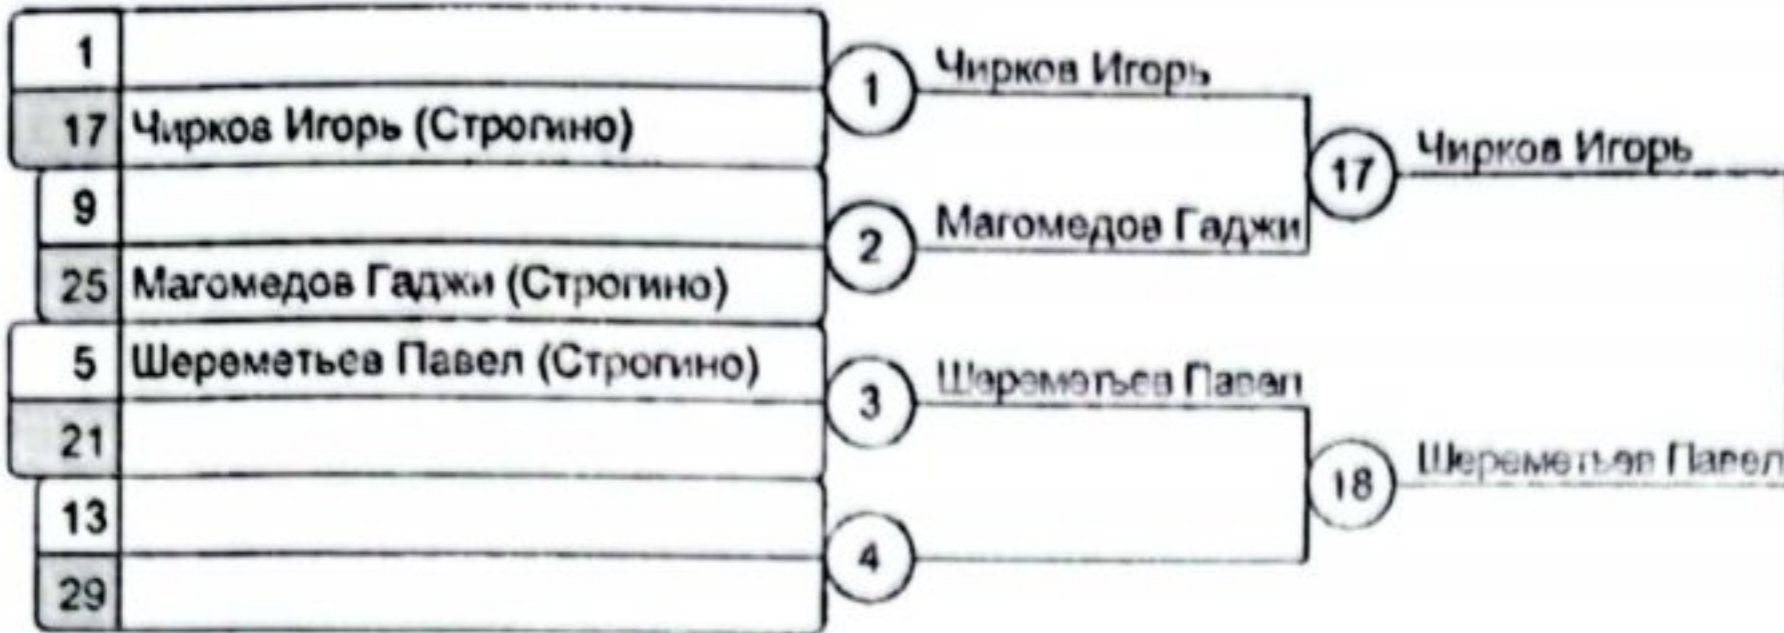 1
17 Чирков Игорь (Строгино)
9
25 Магомедов Гаджи (Строгино)
5 Шереметьев Павел (Строгино)
21
13
29
1 Чирков Игорь
2 Магомедов Гаджи
3 Шереметьев Павел
4
17 Чирков Игорь
18 Шереметьев Павел